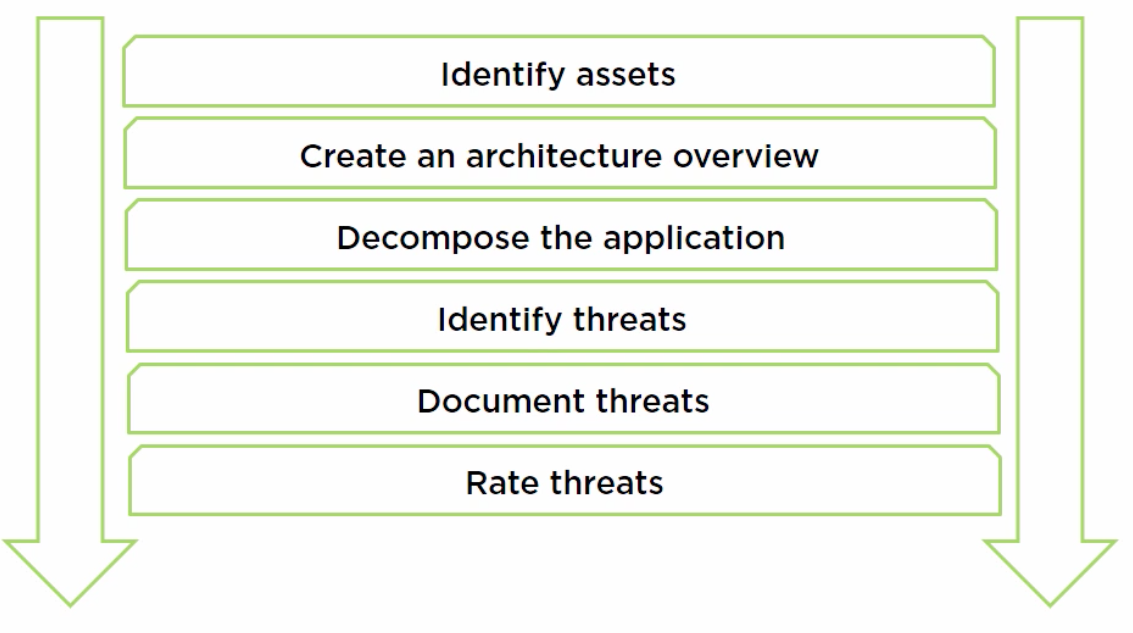 Identify assets
Create an architecture overview
Decompose the application
Identify threats
Document threats
Rate threats